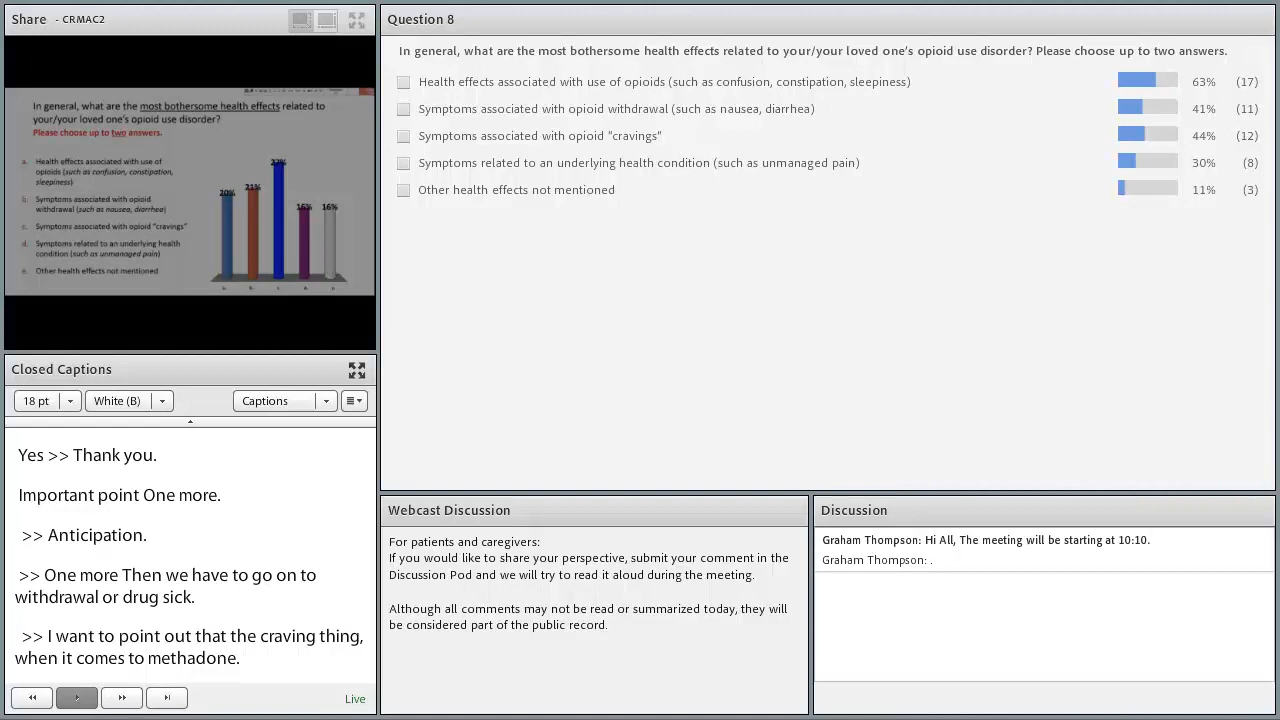 Share - CRMAC2
In general, what are the most bothersome health effects related to
your/your loved one's opioid use disorder?
Please choose up to two answers.
a. Health effects associated with use of
opioids (such as confusion, constipation,
sleepiness)
b. Symptoms associated with opioid
withdrawal (such as nausea, diarrhea)
c. Symptoms associated with opioid "cravings"
d. Symptoms related to an underlying health
condition (such as unmanaged pain)
e. Other health effects not mentioned
20% 21% 16% 16%
Closed Captions
18 pt White (B) Captions
Yes >> Thank you.
Important point One more.
>> Anticipation.
>> One more Then we have to go on to
withdrawal or drug sick.
>> I want to point out that the craving thing,
when it comes to methadone.
Live
Question 8
In general, what are the most bothersome health effects related to your/your loved one's opioid use disorder? Please choose up to two answers.
Health effects associated with use of opioids (such as confusion, constipation, sleepiness) 63% (17)
Symptoms associated with opioid withdrawal (such as nausea, diarrhea) 41% (11)
Symptoms associated with opioid "cravings" 44% (12)
Symptoms related to an underlying health condition (such as unmanaged pain) 30% (8)
Other health effects not mentioned 11% (3)
Webcast Discussion
For patients and caregivers:
If you would like to share your perspective, submit your comment in the
Discussion Pod and we will try to read it aloud during the meeting.
Although all comments may not be read or summarized today, they will
be considered part of the public record.
Discussion
Graham Thompson: Hi All, The meeting will be starting at 10:10.
Graham Thompson: .